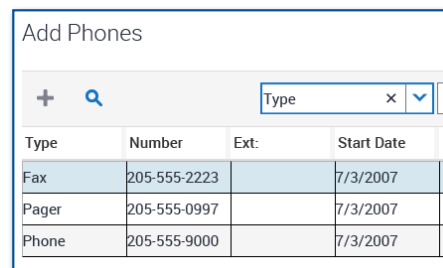 Add Phones
Type
Type Number Ext: Start Date
Fax 205-555-2223 7/3/2007
Pager 205-555-0997 7/3/2007
Phone 205-555-9000 7/3/2007